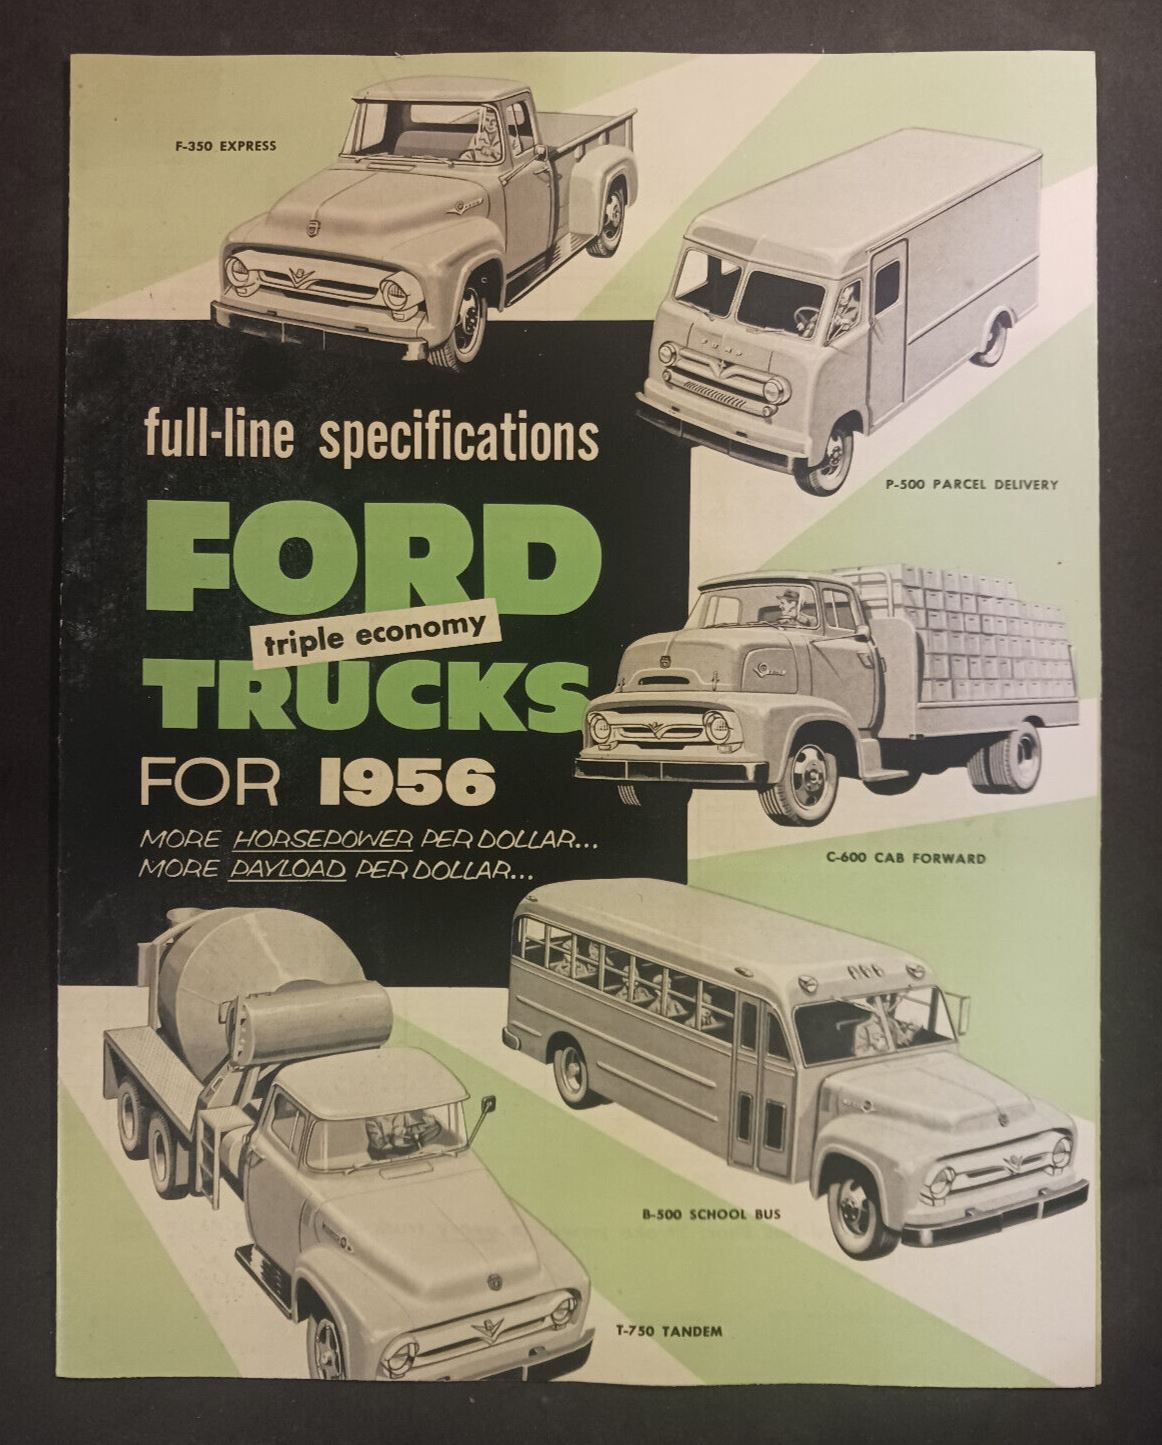 F-350 EXPRESS
FORD
P-500 PARCEL DELIVERY
full-line specifications
FORD
triple economy
TRUCKS
FOR 1956
MORE HORSEPOWER PER DOLLAR...
MORE PAYLOAD PER DOLLAR...
C-600 CAB FORWARD
B-500 SCHOOL BUS
T-750 TANDEM